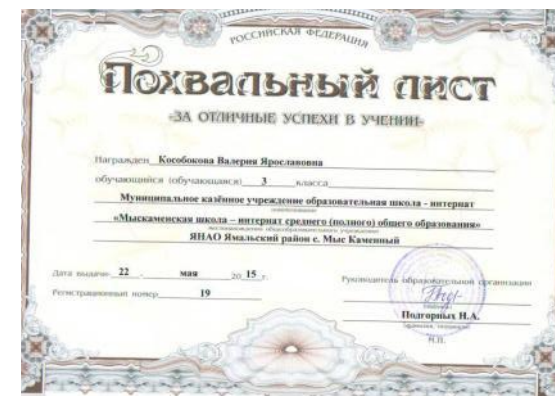 РОССИЙСКАЯ ФЕДЕРАЦИЯ
Похвальный лист
-ЗА ОТЛИЧНЫЕ УСПЕХИ В УЧЕНИИ-
Награжден Кособокова Валерия Ярославовна
обучающийся (обучающаяся) 3 класса
Муниципальное казённое учреждение образовательная школа - интернат
«Мыскаменская школа – интернат среднего (полного) общего образования»
ЯНАО Ямальский район с. Мыс Каменный
Дата выдачи 22 мая 20 15 г.
Руководитель образовательной организации
Регистрационный номер 19
Подгорных Н.А.
М.П.